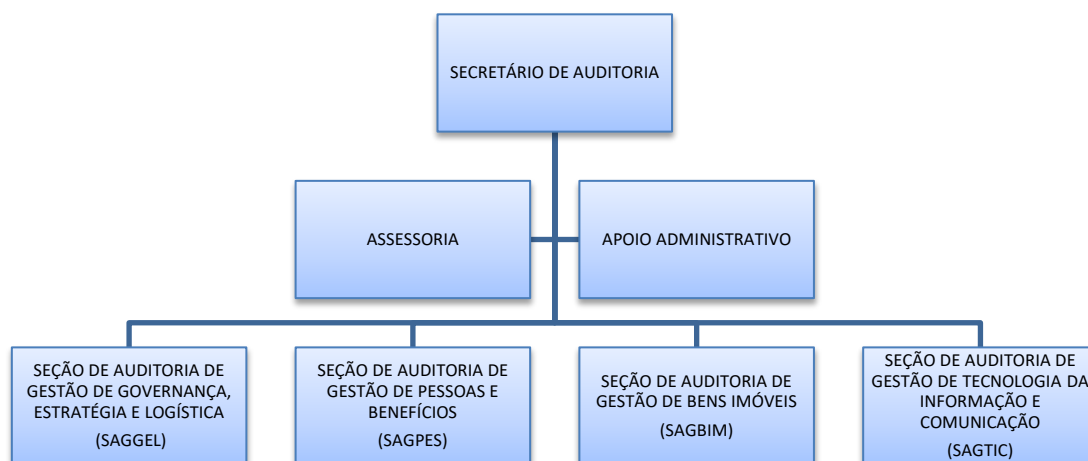 SECRETÁRIO DE AUDITORIA
ASSESSORIA
APOIO ADMINISTRATIVO
SEÇÃO DE AUDITORIA DE
GESTÃO DE GOVERNANÇA,
ESTRATÉGIA E LOGÍSTICA
(SAGGEL)
SEÇÃO DE AUDITORIA DE
GESTÃO DE PESSOAS E
BENEFÍCIOS
(SAGPES)
SEÇÃO DE AUDITORIA DE
GESTÃO DE BENS IMÓVEIS
(SAGBIM)
SEÇÃO DE AUDITORIA DE
GESTÃO DE TECNOLOGIA DA
INFORMAÇÃO E
COMUNICAÇÃO
(SAGTIC)